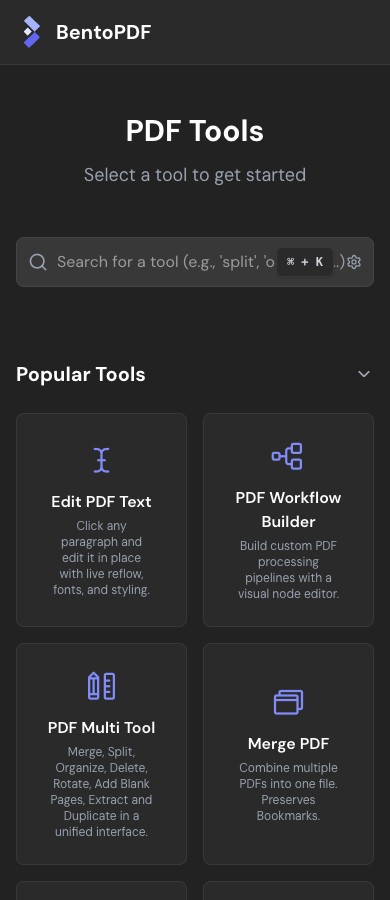 BentoPDF
PDF Tools
Select a tool to get started
Search for a tool (e.g., 'split', 'o
⌘ + K
..)
Popular Tools
Edit PDF Text
Click any
paragraph and
edit it in place
with live reflow,
fonts, and styling.
PDF Workflow
Builder
Build custom PDF
processing
pipelines with a
visual node editor.
PDF Multi Tool
Merge, Split,
Organize, Delete,
Rotate, Add Blank
Pages, Extract and
Duplicate in a
unified interface.
Merge PDF
Combine multiple
PDFs into one file.
Preserves
Bookmarks.